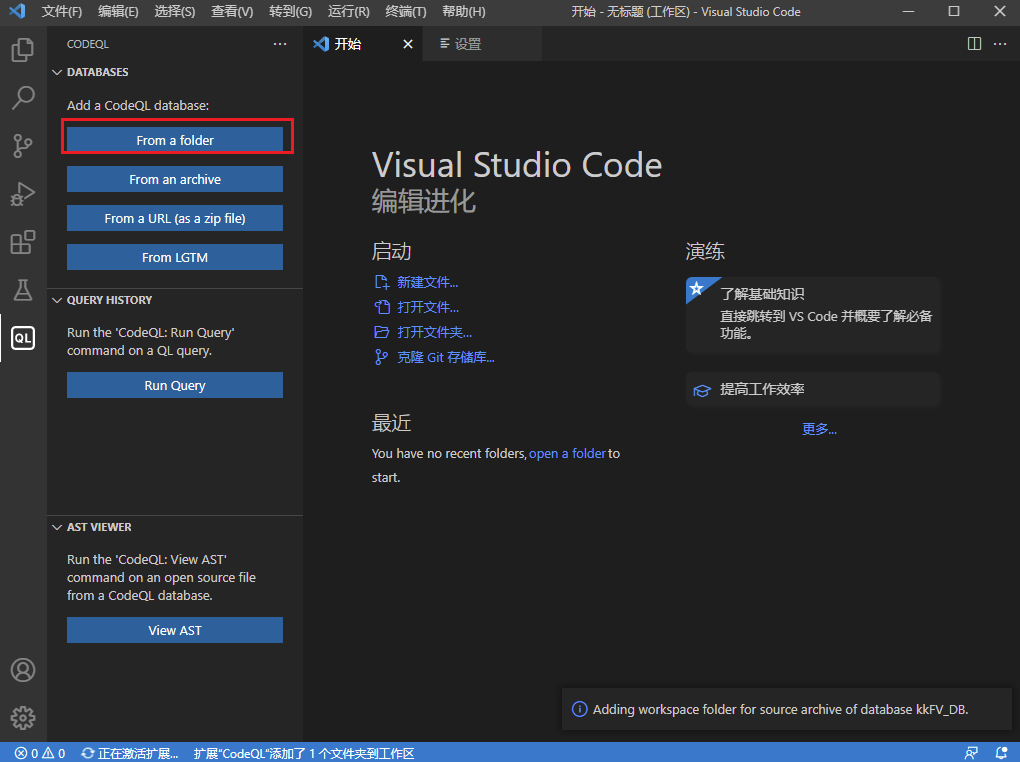 文件(F) 编辑(E) 选择(S) 查看(V) 转到(G) 运行(R) 终端(T) 帮助(H) 开始 - 无标题 (工作区) - Visual Studio Code
CODEQL
开始
设置
DATABASES
Add a CodeQL database:
From a folder
From an archive
From a URL (as a zip file)
From LGTM
QUERY HISTORY
Run the 'CodeQL: Run Query'
command on a QL query.
Run Query
AST VIEWER
Run the 'CodeQL: View AST'
command on an open source file
from a CodeQL database.
View AST
QL
Visual Studio Code
编辑进化
启动
新建文件...
打开文件...
打开文件夹...
克隆 Git 存储库...
最近
You have no recent folders, open a folder to
start.
演练
了解基础知识
直接跳转到 VS Code 并概要了解必备
功能。
提高工作效率
更多...
Adding workspace folder for source archive of database kkFV_DB.
0 0 正在激活扩展... 扩展"CodeQL"添加了 1 个文件夹到工作区